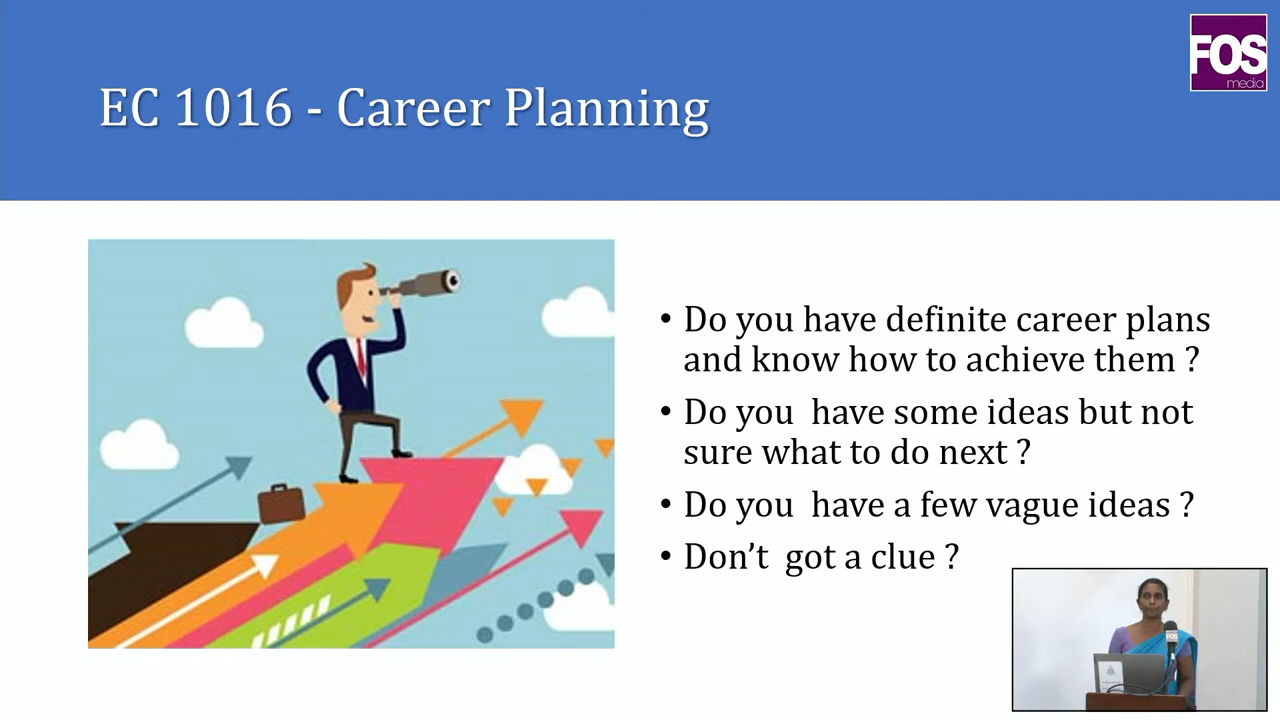 FOS
media
EC 1016 - Career Planning
• Do you have definite career plans
and know how to achieve them ?
• Do you  have some ideas but not
sure what to do next ?
• Do you  have a few vague ideas ?
• Don’t  got a clue ?
FOS